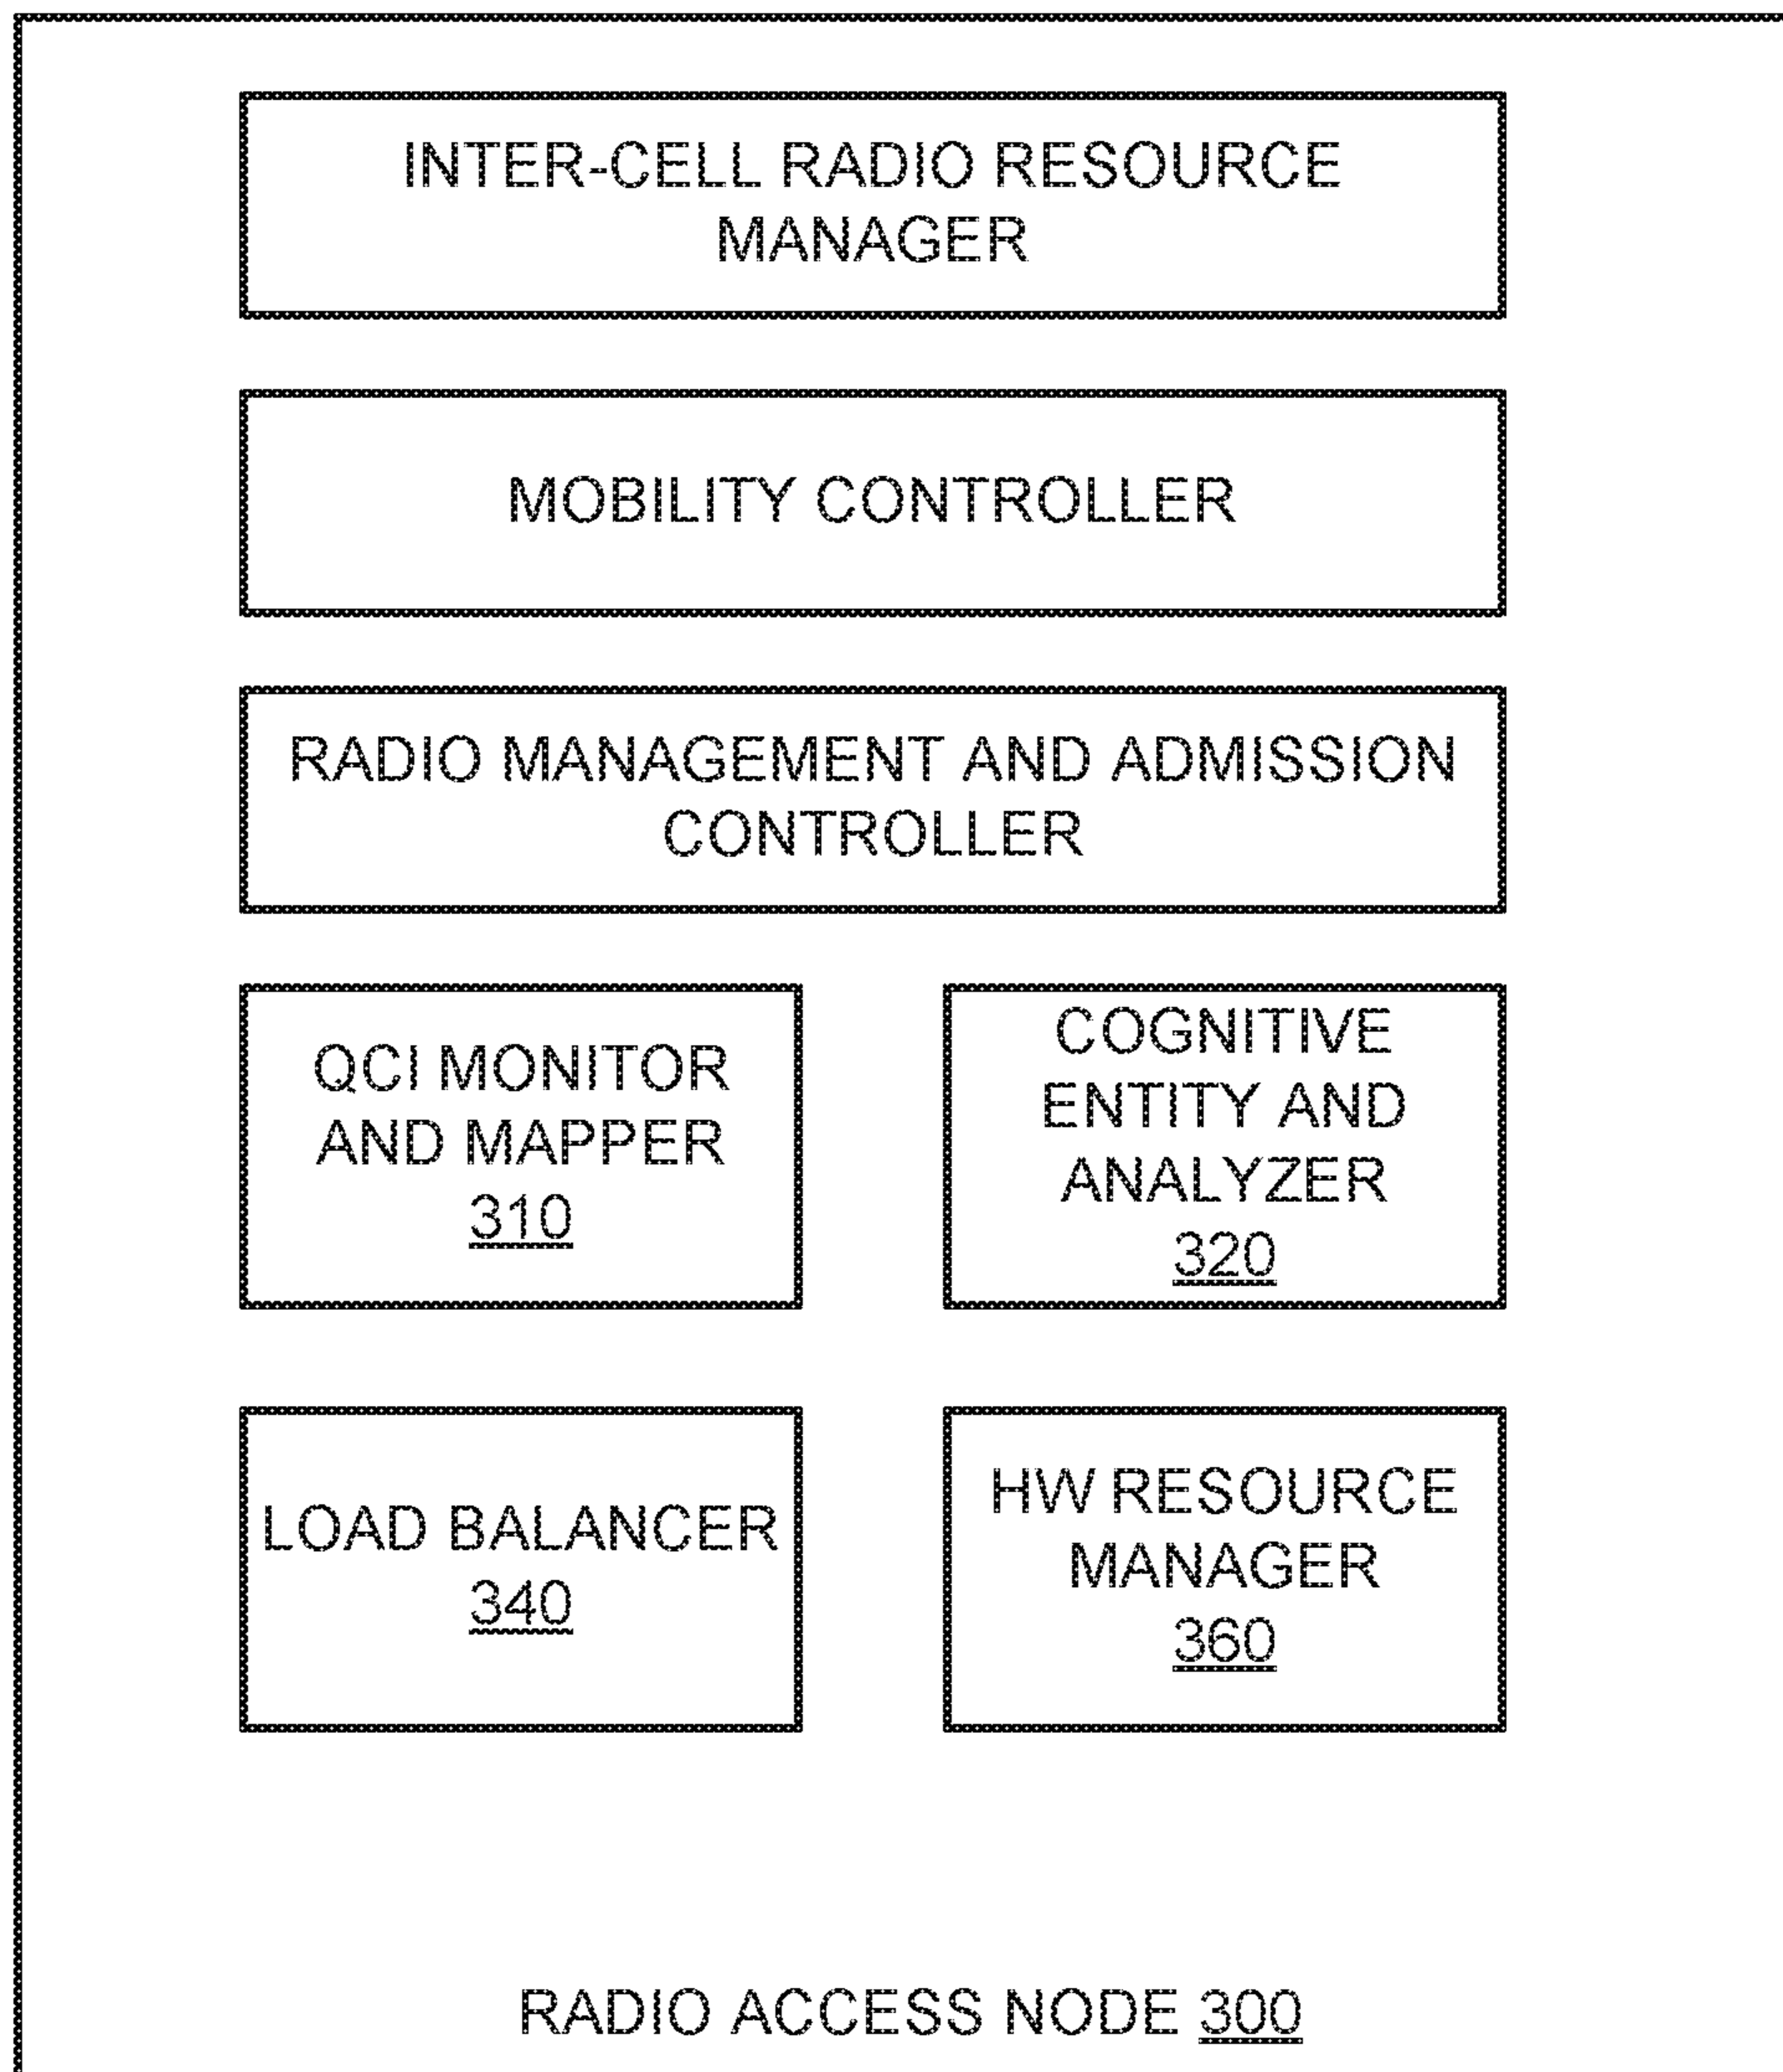 INTER-CELL RADIO RESOURCE
MANAGER
MOBILITY CONTROLLER
RADIO MANAGEMENT AND ADMISSION
CONTROLLER
QCI MONITOR
AND MAPPER
310
COGNITIVE
ENTITY AND
ANALYZER
320
LOAD BALANCER
340
HW RESOURCE
MANAGER
360
RADIO ACCESS NODE 300